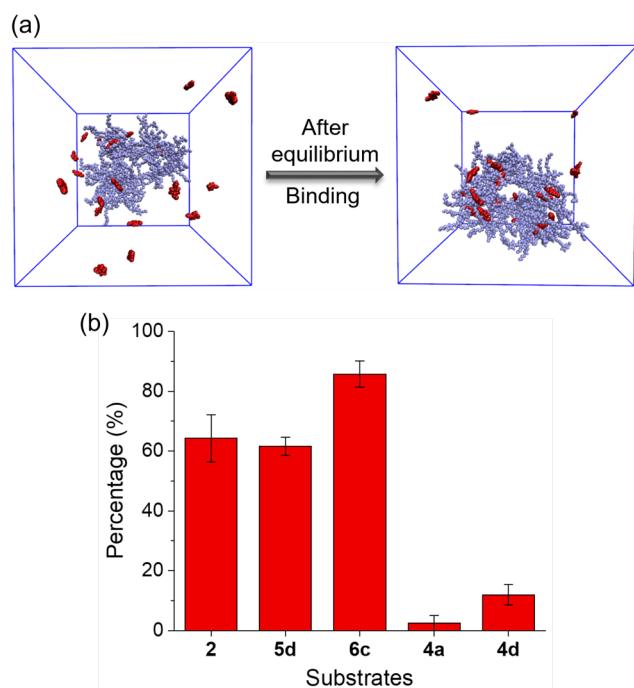 (a)
After
equilibrium
Binding
(b)
100
80
60
40
20
0
Percentage (%)
2 5d 6c 4a 4d
Substrates